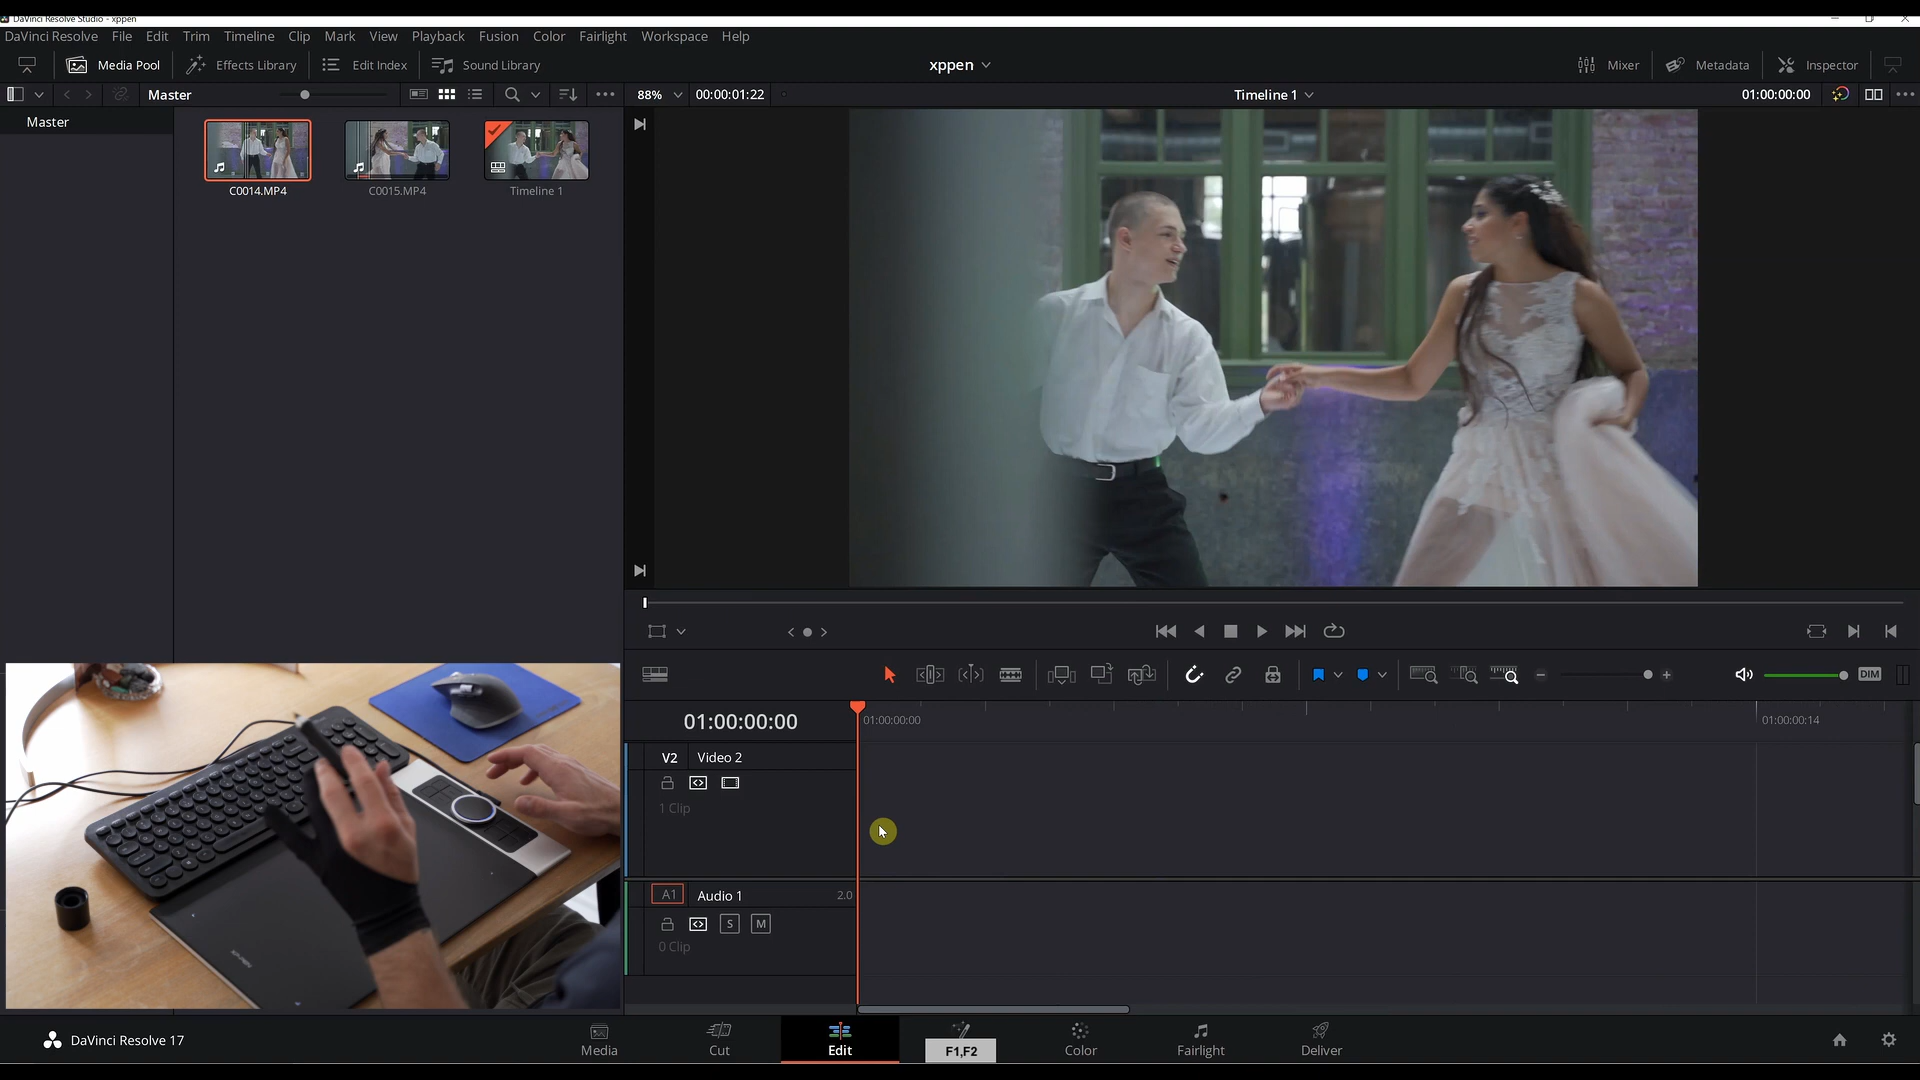 DaVinci Resolve Studio - xppen
DaVinci Resolve File Edit Trim Timeline Clip Mark View Playback Fusion Color Fairlight Workspace Help
Media Pool Effects Library Edit Index Sound Library xppen Mixer Metadata Inspector
Master 88% 00:00:01:22 Timeline 1 01:00:00:00
Master
C0014.MP4 C0015.MP4 Timeline 1
DIM
01:00:00:00 01:00:00:00 01:00:00:14
V2 Video 2
1 Clip
A1 Audio 1 2.0
S M
0 Clip
DaVinci Resolve 17 Media Cut Edit F1,F2 Color Fairlight Deliver